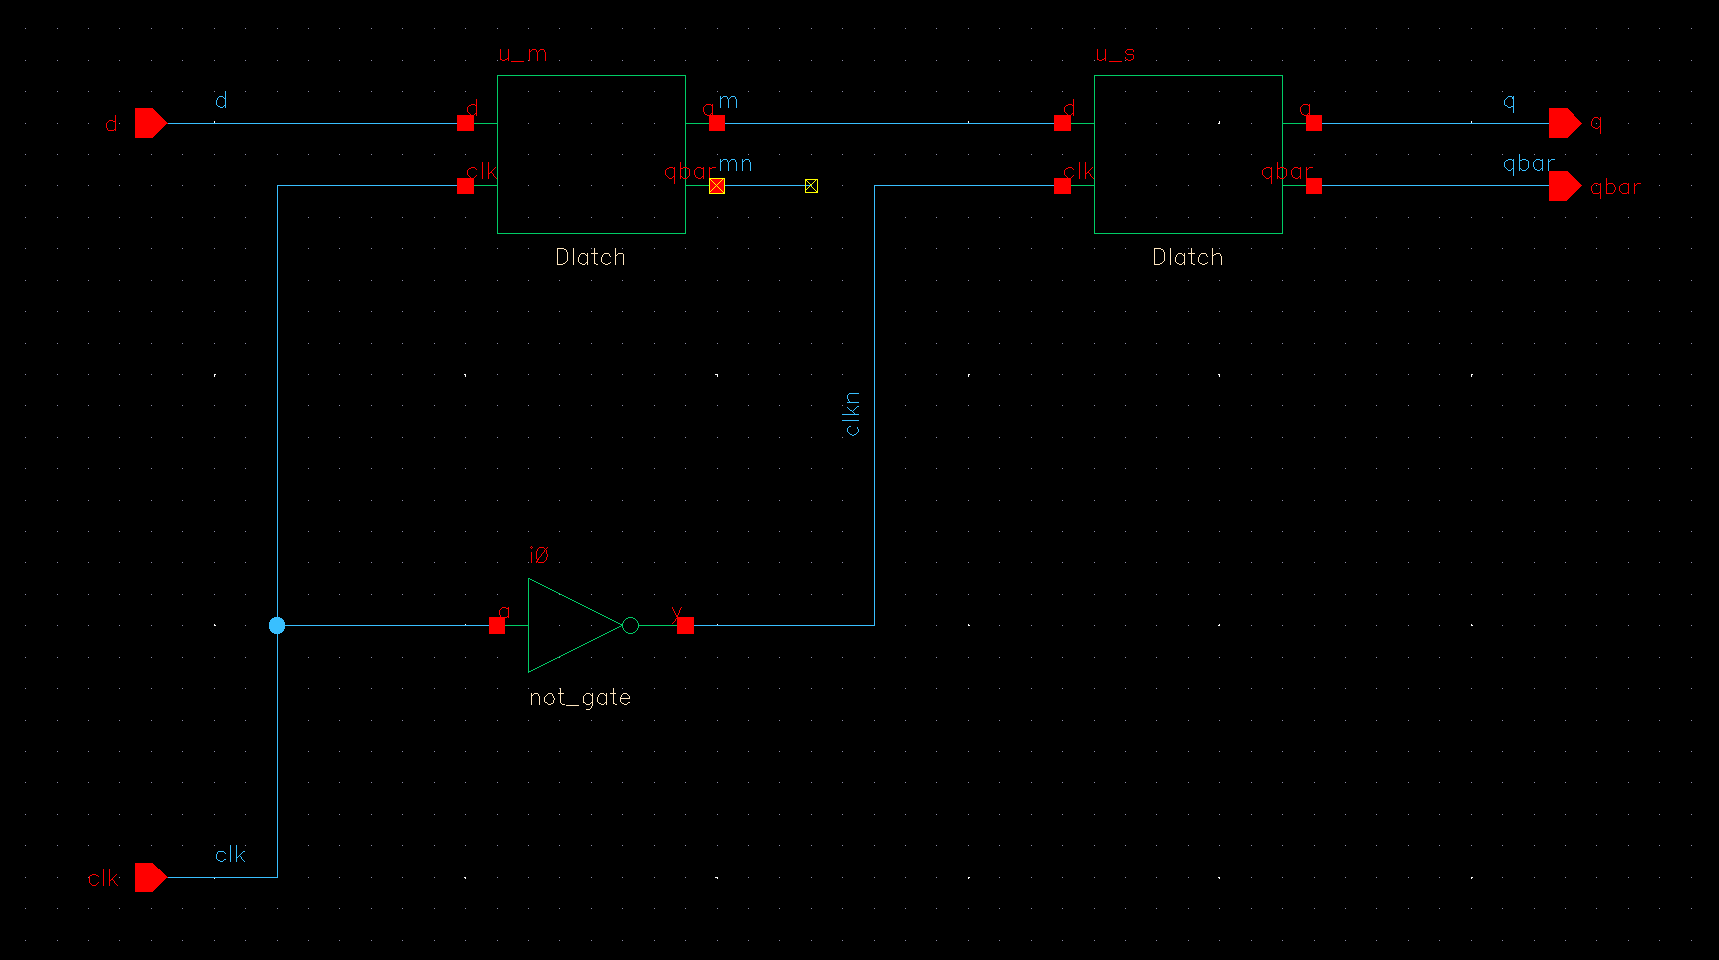 u_m
u_s
d
m
d
q
d
q
d
q
d
q
clk
qbar
mn
clk
qbar
qbar
qbar
Dlatch
Dlatch
clkn
i0
a
y
not_gate
clk
clk